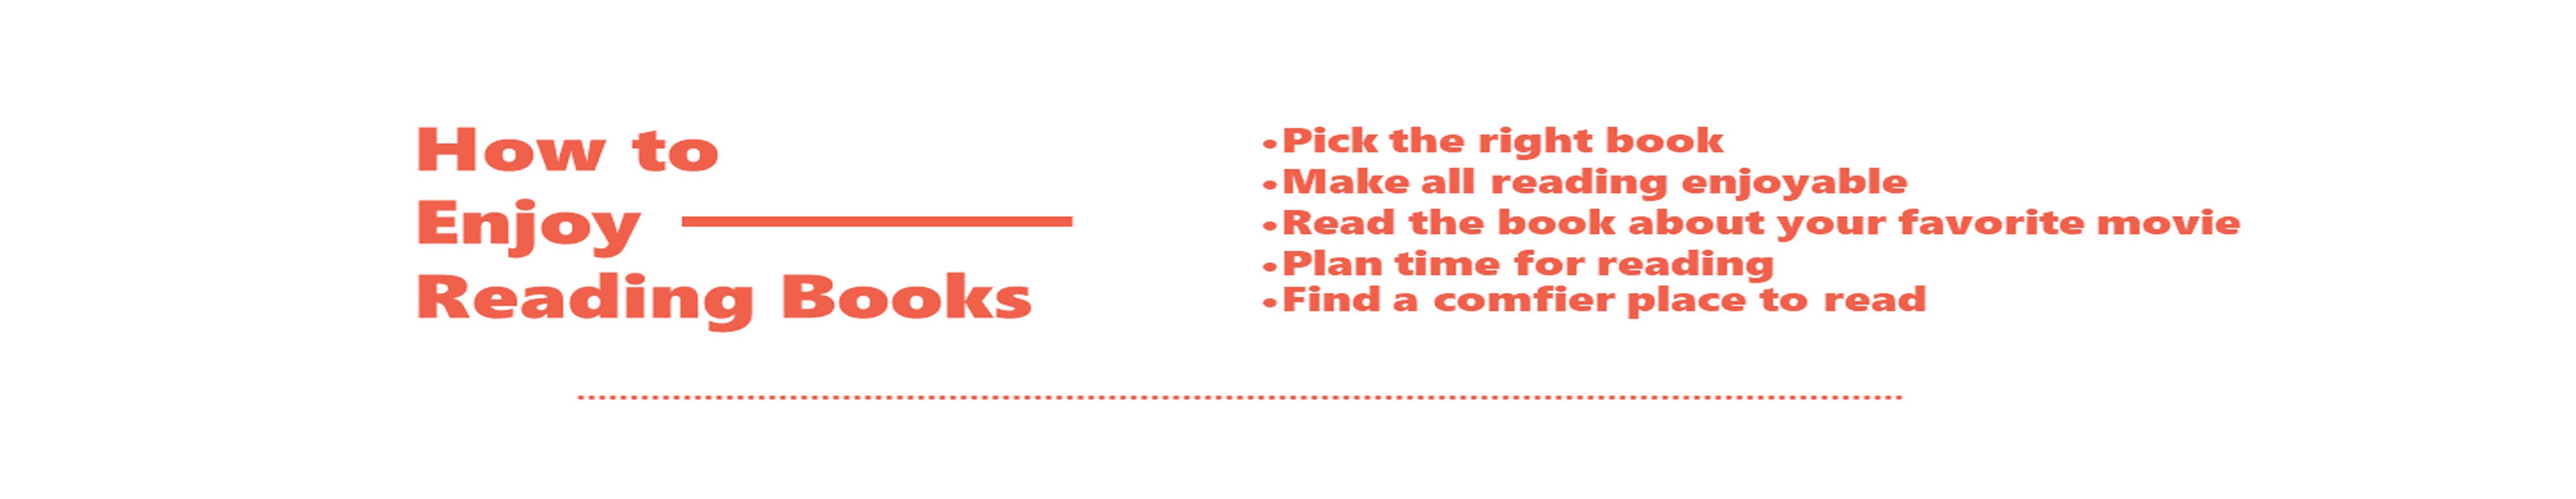 How to
Enjoy
Reading Books
•Pick the right book
•Make all reading enjoyable
•Read the book about your favorite movie
•Plan time for reading
•Find a comfier place to read